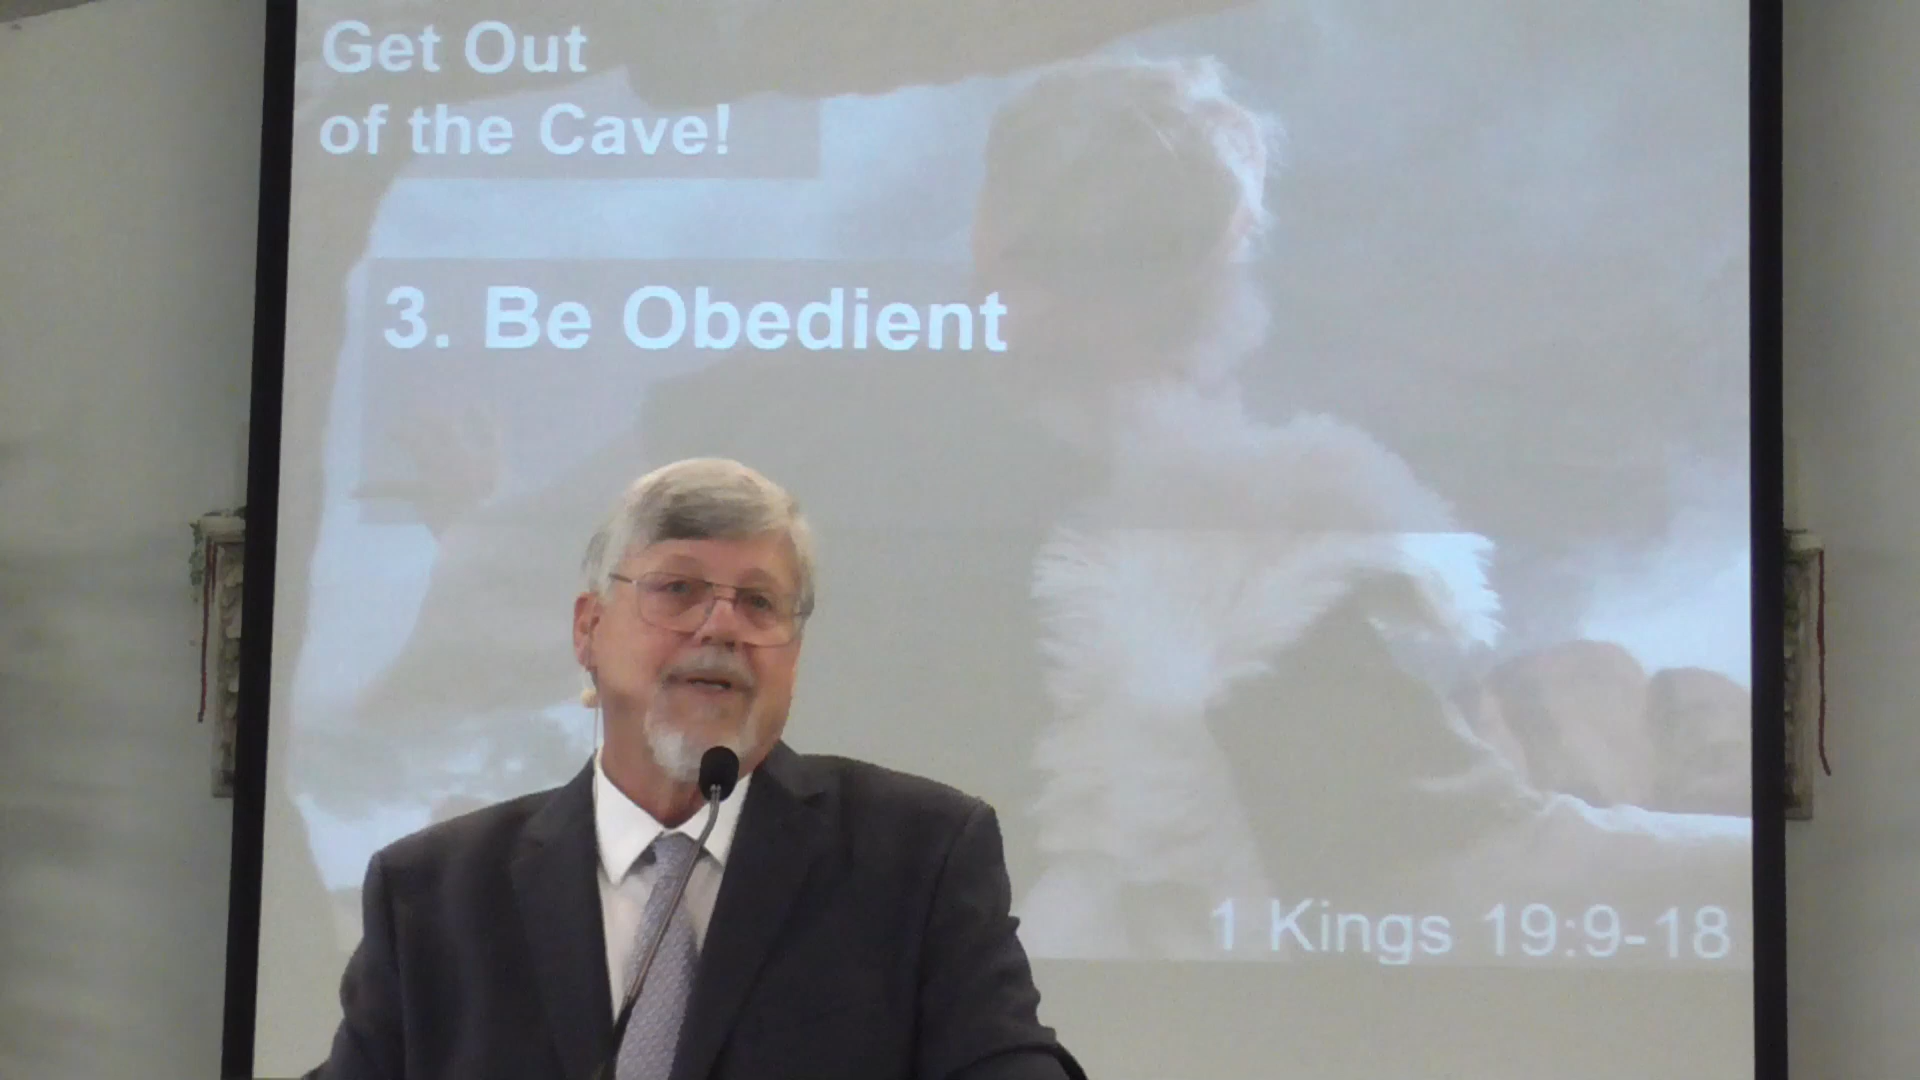 Get Out
of the Cave!
3. Be Obedient
1 Kings 19:9-18